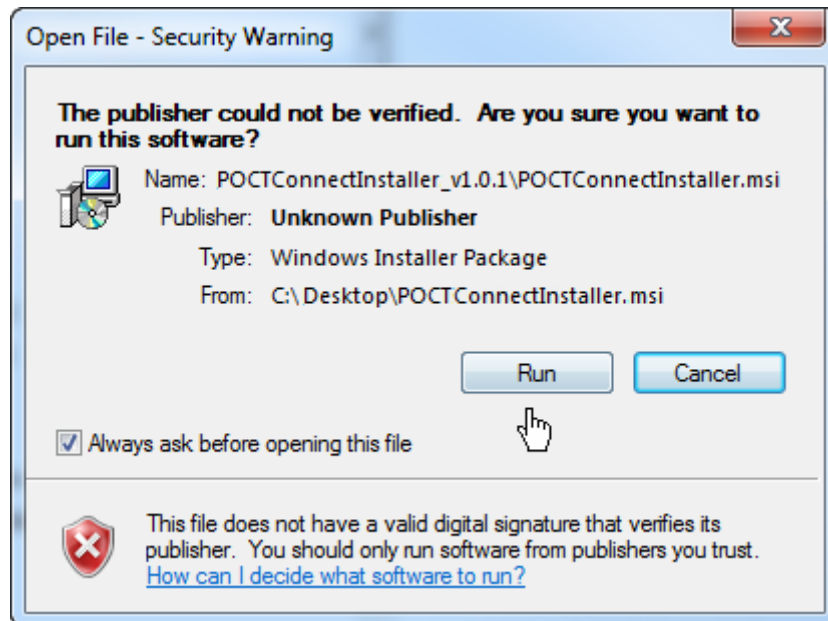 Open File - Security Warning
The publisher could not be verified.  Are you sure you want to
run this software?
Name: POCTConnectInstaller_v1.0.1\POCTConnectInstaller.msi
Publisher: Unknown Publisher
Type: Windows Installer Package
From: C:\Desktop\POCTConnectInstaller.msi
Run Cancel
Always ask before opening this file
This file does not have a valid digital signature that verifies its
publisher.  You should only run software from publishers you trust.
How can I decide what software to run?